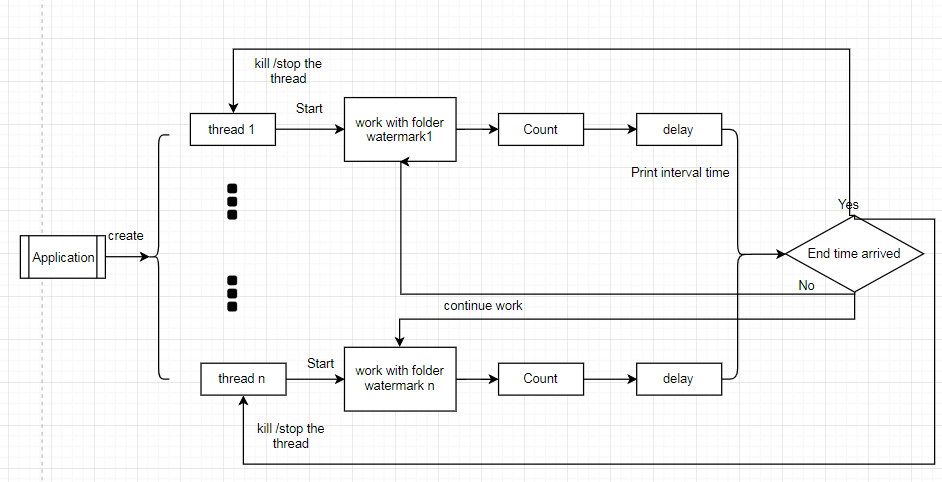 kill /stop the
thread
Start
thread 1
work with folder
watermark1
Count
delay
Print interval time
Yes
create
Application
End time arrived
No
continue work
Start
thread n
work with folder
watermark n
Count
delay
kill /stop the
thread